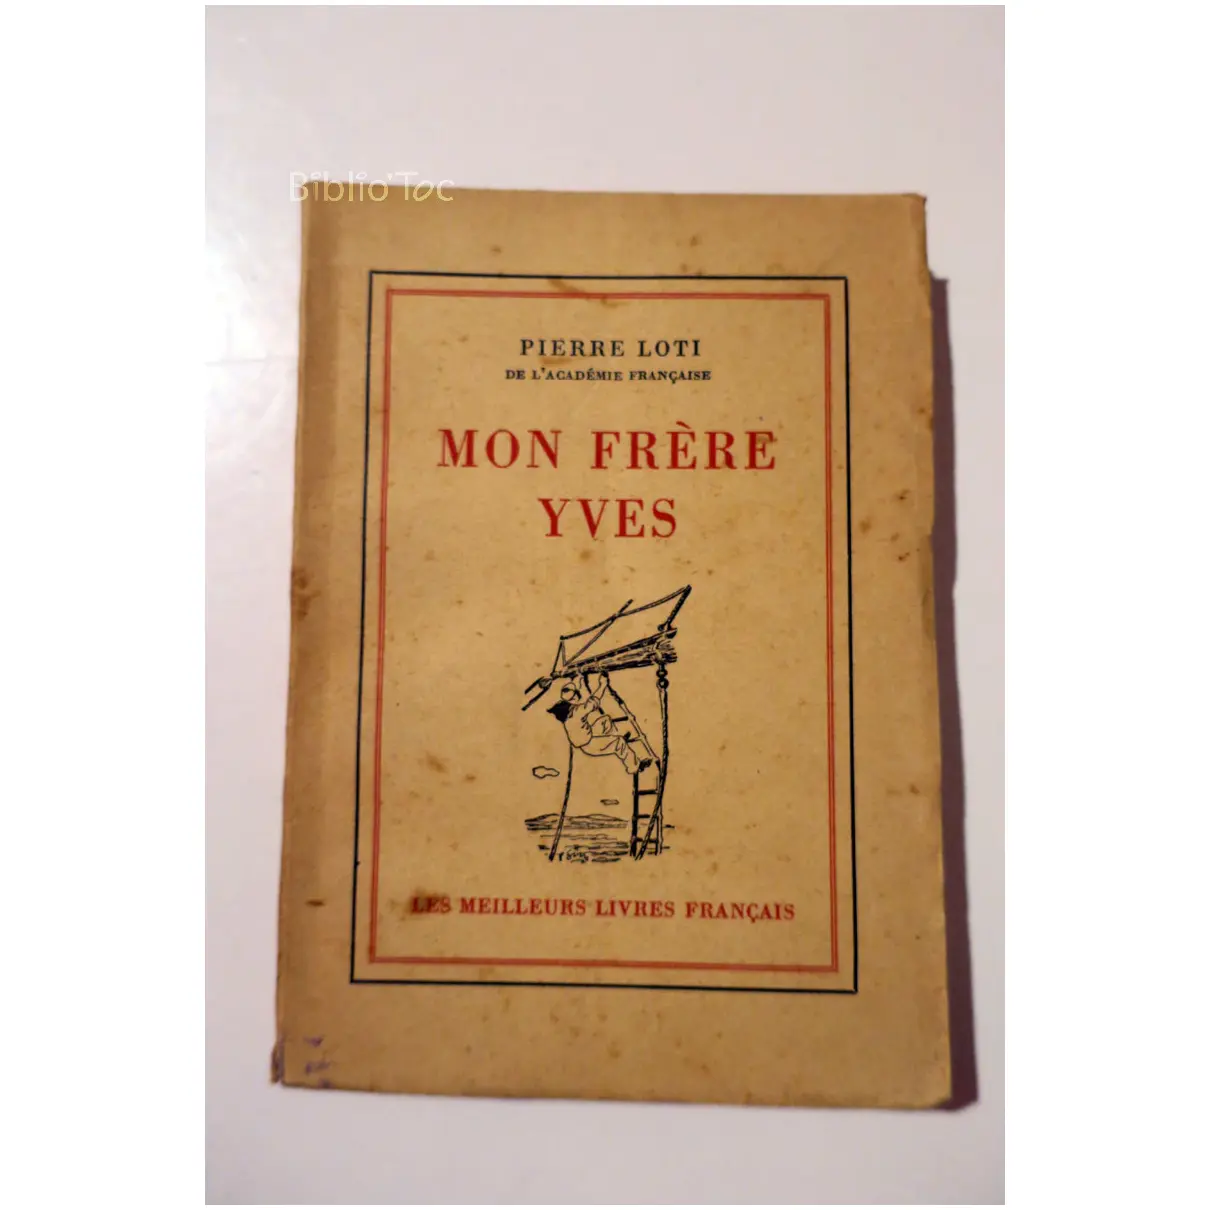 Biblio'Toc
PIERRE LOTI
DE L'ACADÉMIE FRANÇAISE
MON FRÈRE
YVES
LES MEILLEURS LIVRES FRANÇAIS